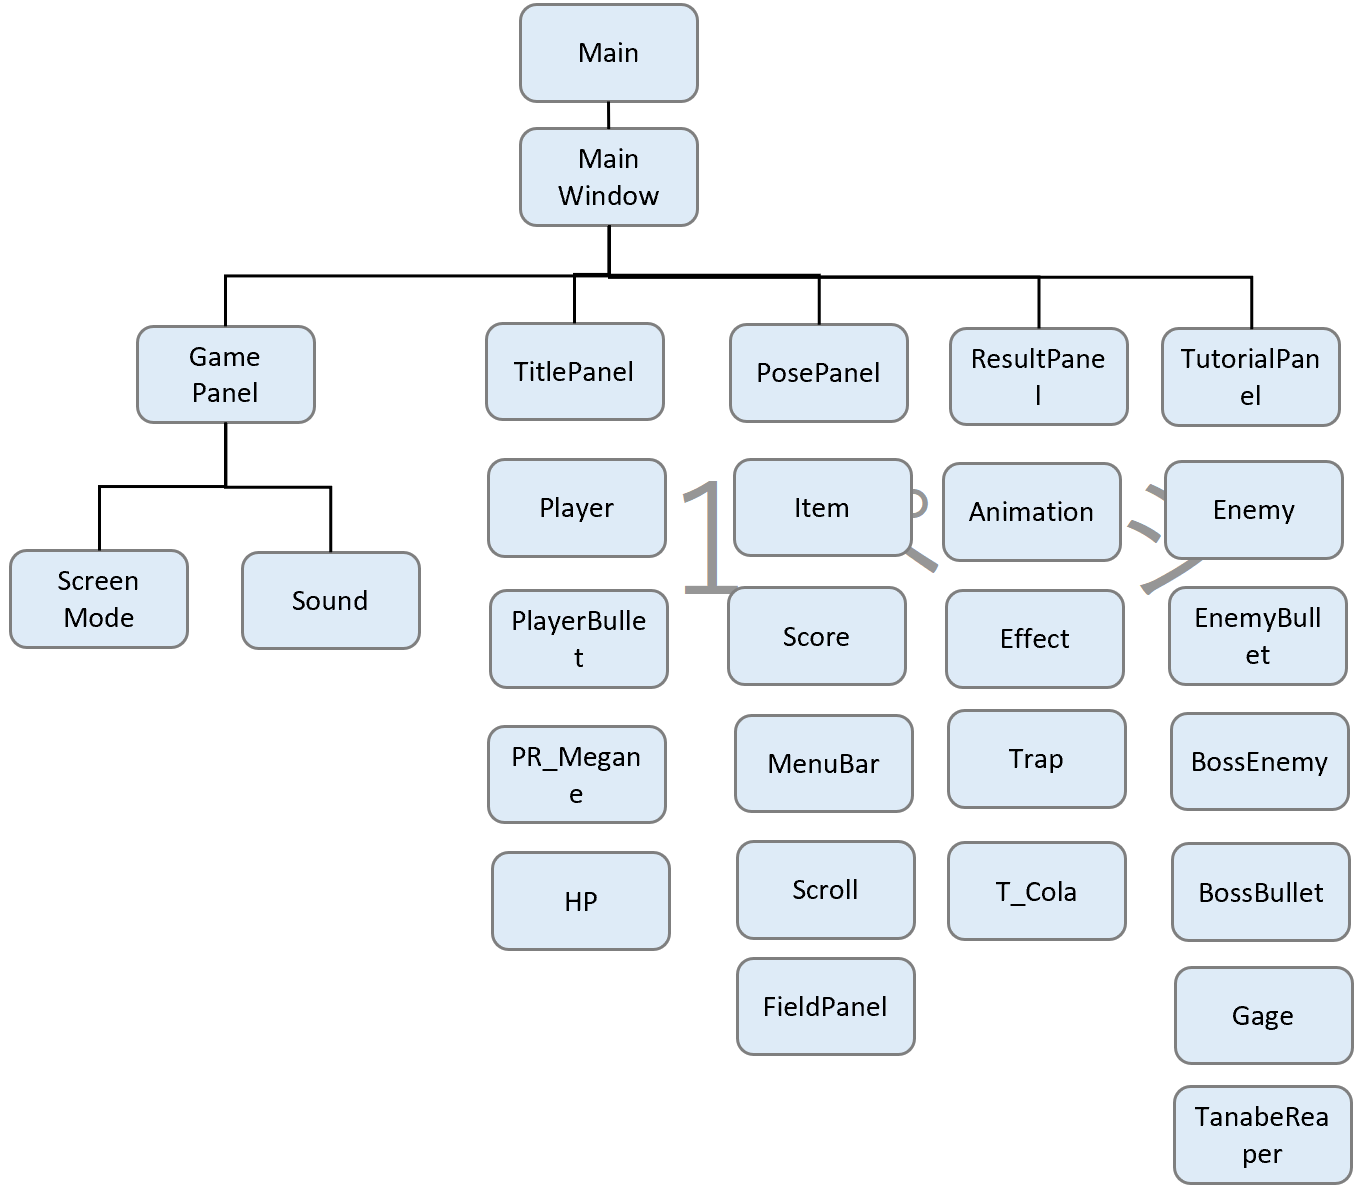 Main
Main
Window
Game
Panel
TitlePanel
PosePanel
ResultPane
l
TutorialPan
el
Player
Item
Animation
Enemy
Screen
Mode
Sound
PlayerBulle
t
Score
Effect
EnemyBull
et
PR_Megan
e
MenuBar
Trap
BossEnemy
HP
Scroll
T_Cola
BossBullet
FieldPanel
Gage
TanabeRea
per
1